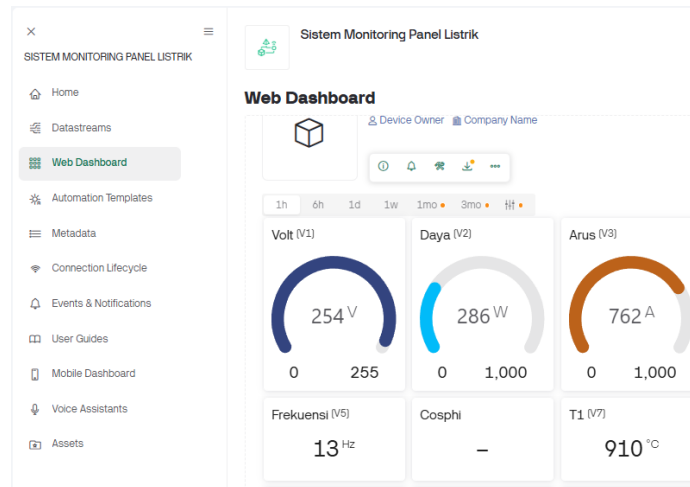 SISTEM MONITORING PANEL LISTRIK
Home
Datastreams
Web Dashboard
Automation Templates
Metadata
Connection Lifecycle
Events & Notifications
User Guides
Mobile Dashboard
Voice Assistants
Assets
Sistem Monitoring Panel Listrik
Web Dashboard
Device Owner Company Name
1h 6h 1d 1w 1mo 3mo
Volt (V1)
254 V
0 255
Daya (V2)
286 W
0 1,000
Arus (V3)
762 A
0 1,000
Frekuensi (V5)
13 Hz
Cosphi
–
T1 (V7)
910 °C